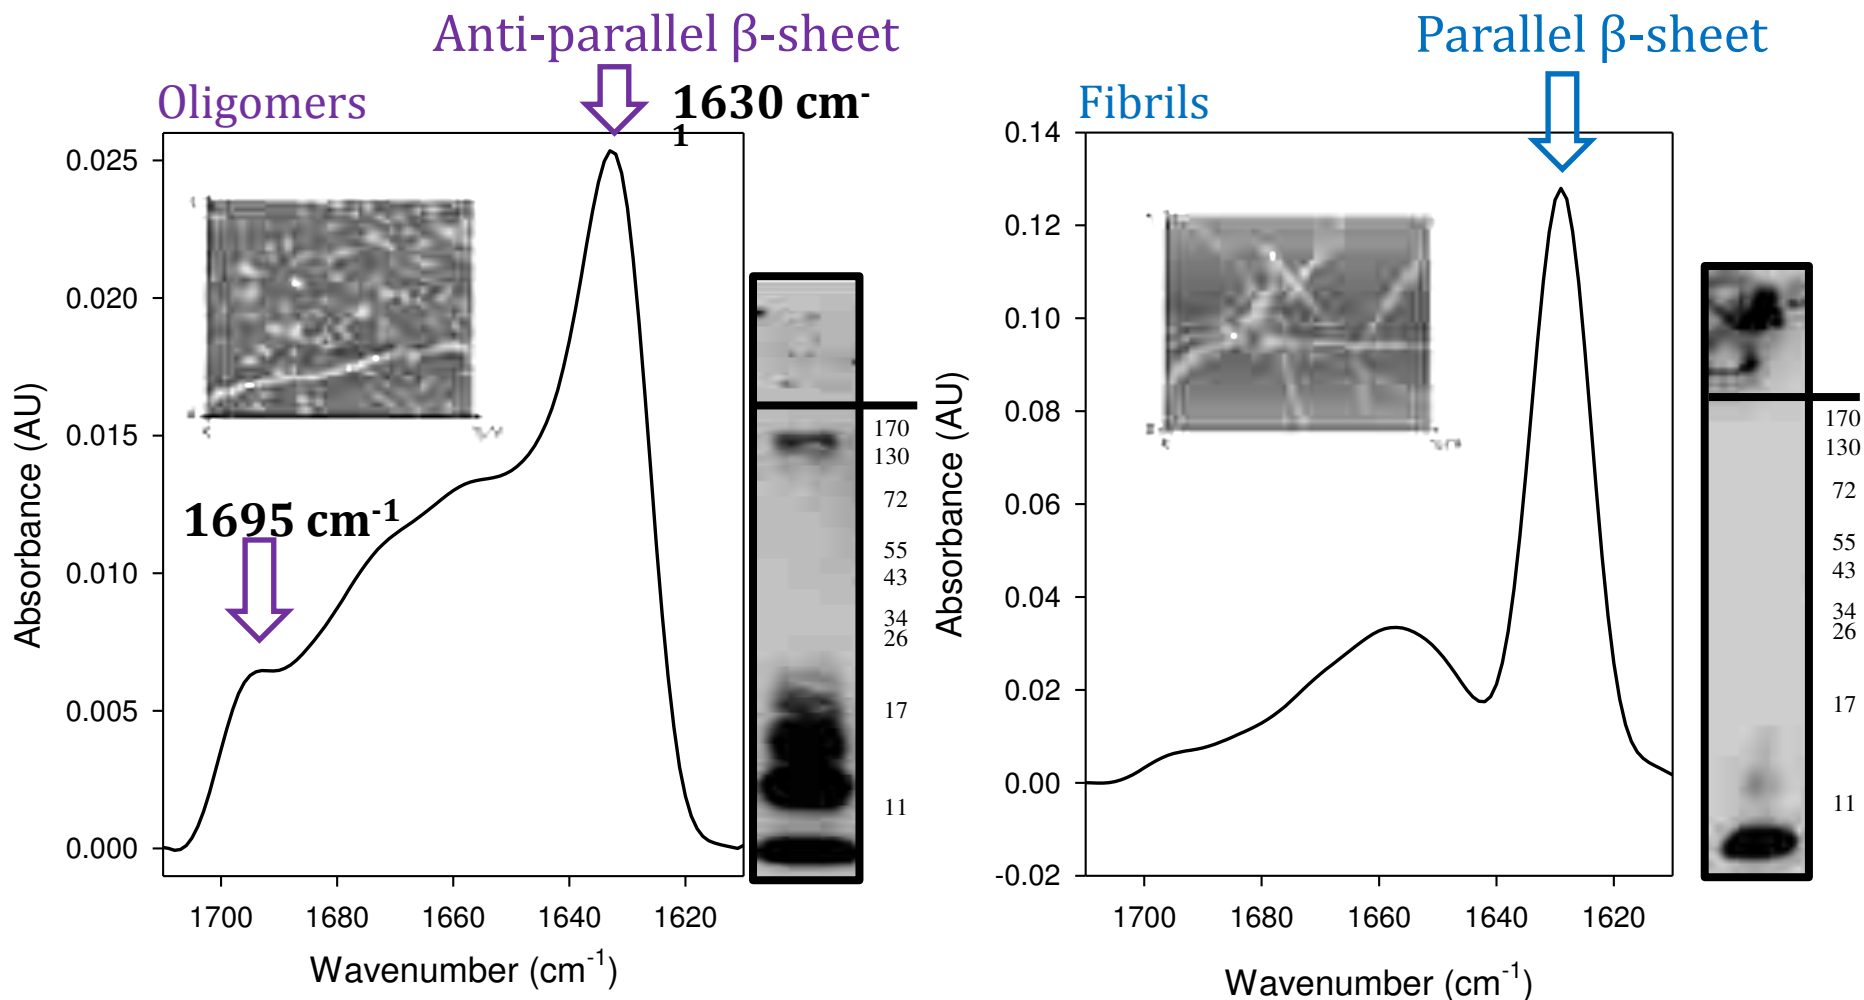 Anti-parallel β-sheet
Oligomers
1630 cm-
1
1695 cm-1
0.025
0.020
0.015
0.010
0.005
0.000
Absorbance (AU)
1700 1680 1660 1640 1620
Wavenumber (cm-1)
170
130
72
55
43
34
26
17
11
Parallel β-sheet
Fibrils
0.14
0.12
0.10
0.08
0.06
0.04
0.02
0.00
-0.02
Absorbance (AU)
1700 1680 1660 1640 1620
Wavenumber (cm-1)
170
130
72
55
43
34
26
17
11